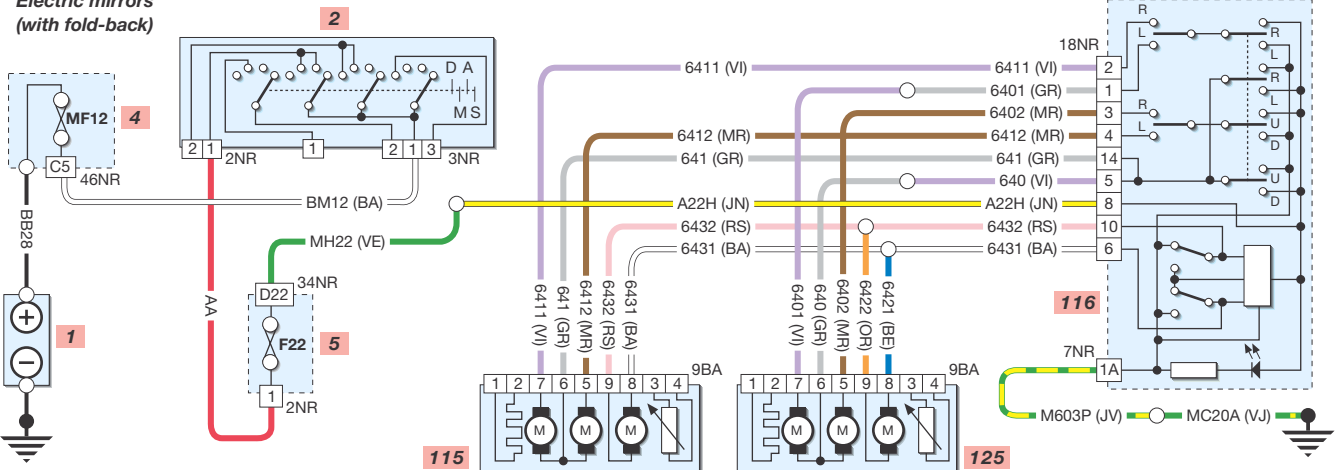 Electric mirrors
(with fold-back)
2
4
MF12
C5
46NR
BB28
+
−
1
D A
M S
2 1 2NR
1
2 1 3 3NR
BM12 (BA)
MH22 (VE)
AA
D22 34NR
F22
5
1 2NR
6411 (VI)
6411 (VI)
6401 (GR)
6402 (MR)
6412 (MR)
6412 (MR)
641 (GR)
641 (GR)
640 (VI)
A22H (JN)
A22H (JN)
6432 (RS)
6432 (RS)
6431 (BA)
6431 (BA)
6411 (VI)
641 (GR)
6412 (MR)
6432 (RS)
6431 (BA)
6401 (VI)
640 (GR)
6402 (MR)
6422 (OR)
6421 (BE)
1 2 7 6 5 9 8 3 4 9BA
M M M
115
1 2 7 6 5 9 8 3 4 9BA
M M M
125
18NR
2
1
3
4
14
5
8
10
6
R
L
R
L
R
L
R
L
U
D
U
D
116
7NR
1A
M603P (JV)
MC20A (VJ)